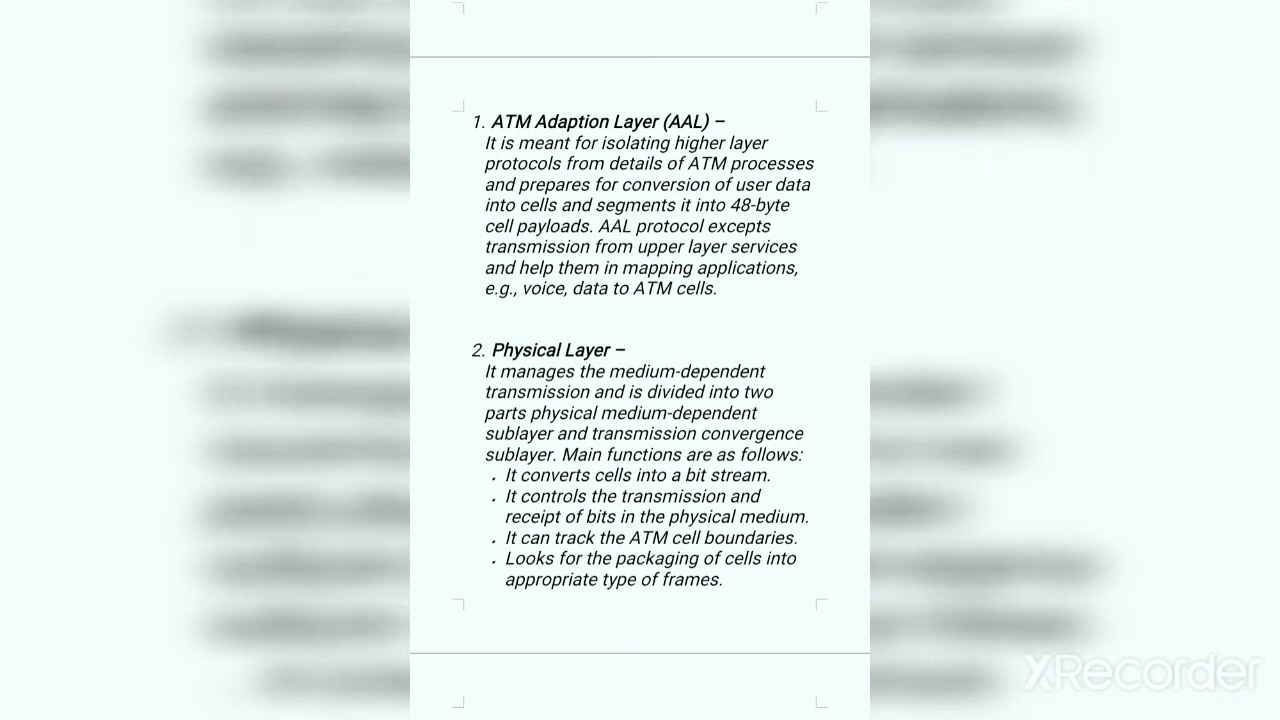 1. ATM Adaption Layer (AAL) –
It is meant for isolating higher layer
protocols from details of ATM processes
and prepares for conversion of user data
into cells and segments it into 48-byte
cell payloads. AAL protocol excepts
transmission from upper layer services
and help them in mapping applications,
e.g., voice, data to ATM cells.
2. Physical Layer –
It manages the medium-dependent
transmission and is divided into two
parts physical medium-dependent
sublayer and transmission convergence
sublayer. Main functions are as follows:
• It converts cells into a bit stream.
• It controls the transmission and
receipt of bits in the physical medium.
• It can track the ATM cell boundaries.
• Looks for the packaging of cells into
appropriate type of frames.
XRecorder